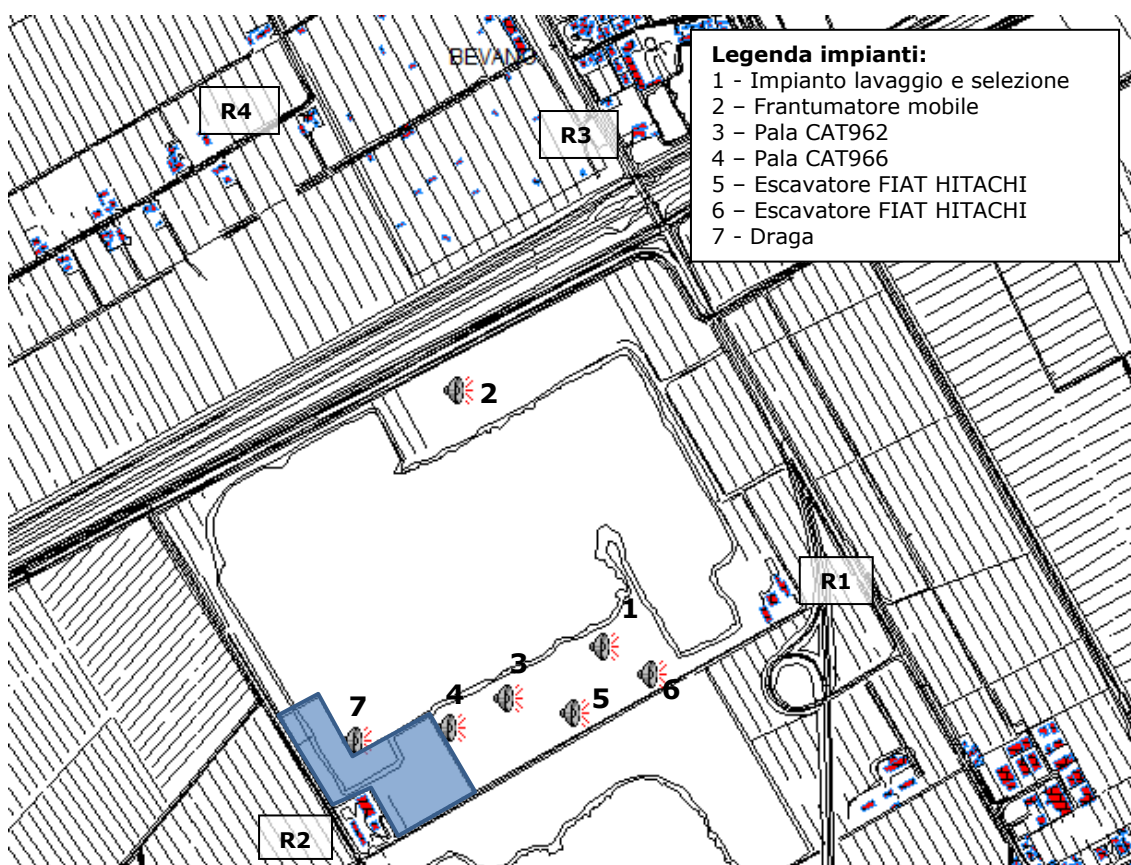 BEVANO
Legenda impianti:
1 - Impianto lavaggio e selezione
2 – Frantumatore mobile
3 – Pala CAT962
4 – Pala CAT966
5 – Escavatore FIAT HITACHI
6 – Escavatore FIAT HITACHI
7 - Draga
R4
R3
2
R1
1
3
6
4
5
7
R2